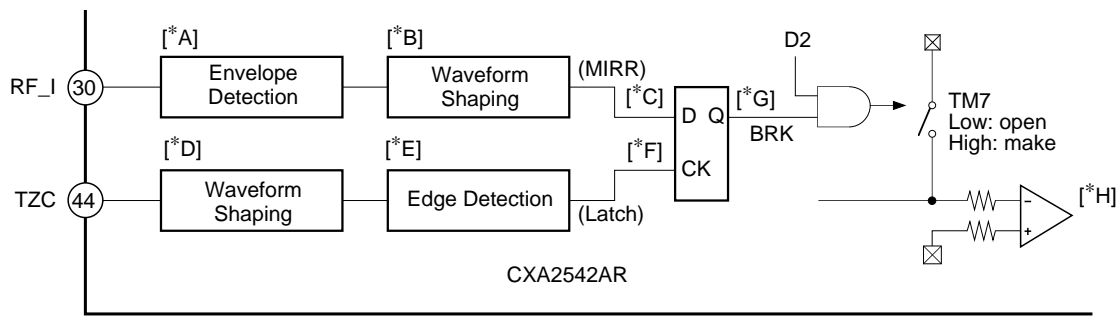 [*A]
[*B]
D2
RF_I
30
Envelope
Detection
Waveform
Shaping
(MIRR)
[*C]
D
Q
[*G]
BRK
TM7
Low: open
High: make
[*D]
[*E]
[*F]
CK
TZC
44
Waveform
Shaping
Edge Detection
(Latch)
−
+
[*H]
CXA2542AR